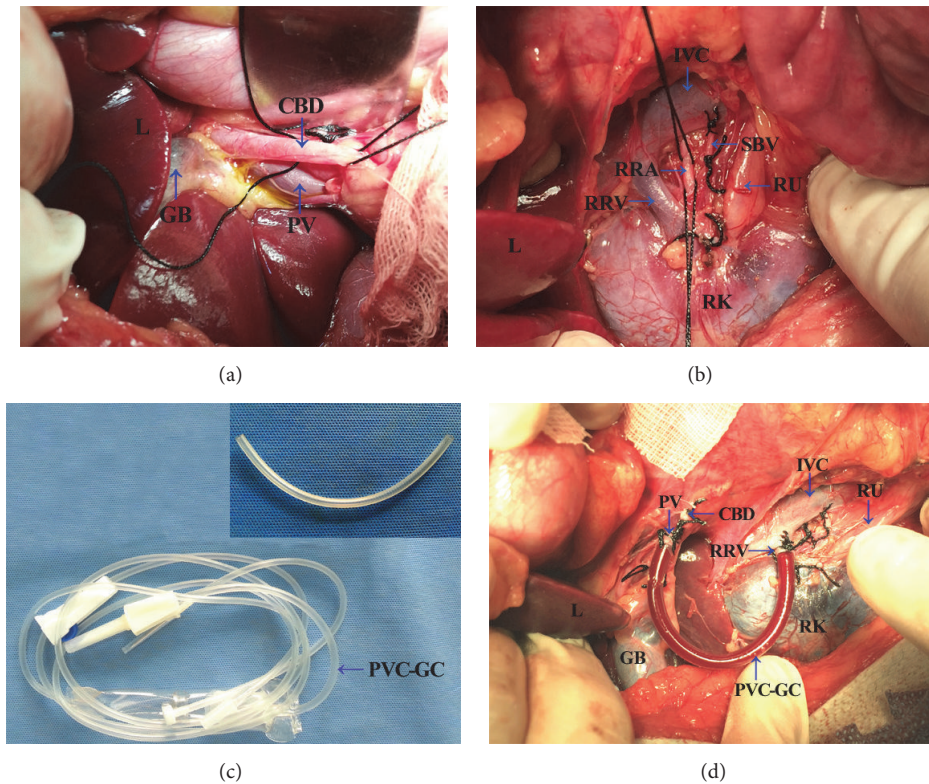 L
CBD
GB
PV
(a)
IVC
SBV
RRA
RU
RRV
L
RK
(b)
PVC-GC
(c)
IVC
PV
CBD
RU
RRV
L
RK
GB
PVC-GC
(d)